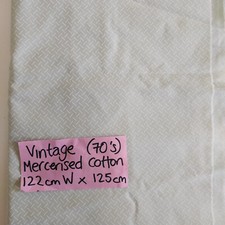 Vintage (70's)
Mercerised Cotton
122cm W x 125cm